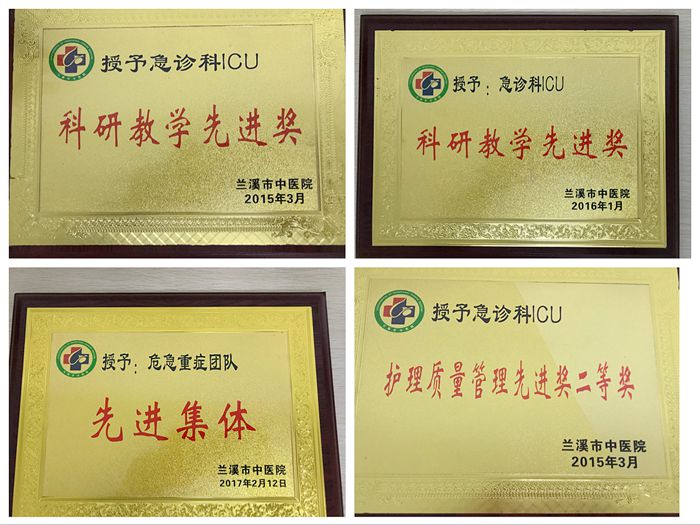 授予急诊科ICU
科研教学先进奖
兰溪市中医院
2015年3月
授予：急诊科ICU
科研教学先进奖
兰溪市中医院
2016年1月
授予：危急重症团队
先进集体
兰溪市中医院
2017年2月12日
授予急诊科ICU
护理质量管理先进奖二等奖
兰溪市中医院
2015年3月